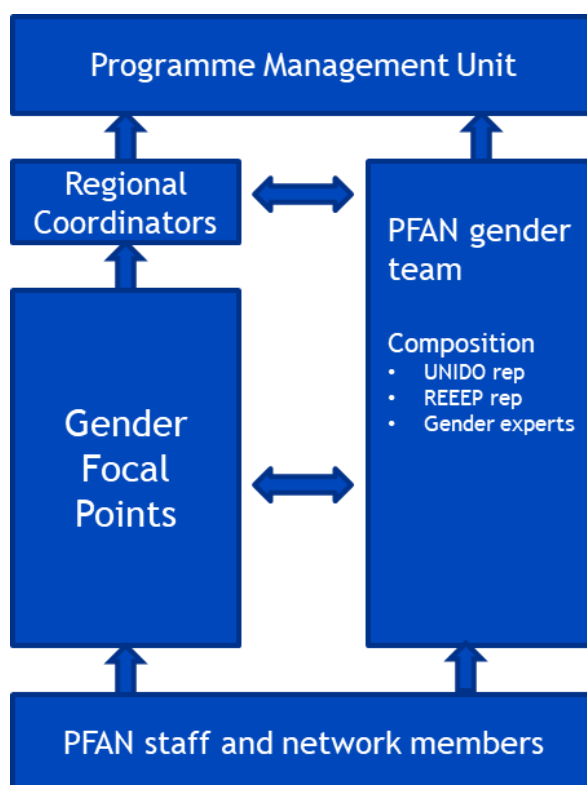 Programme Management Unit
Regional
Coordinators
PFAN gender
team
Composition
• UNIDO rep
• REEEP rep
• Gender experts
Gender
Focal
Points
PFAN staff and network members